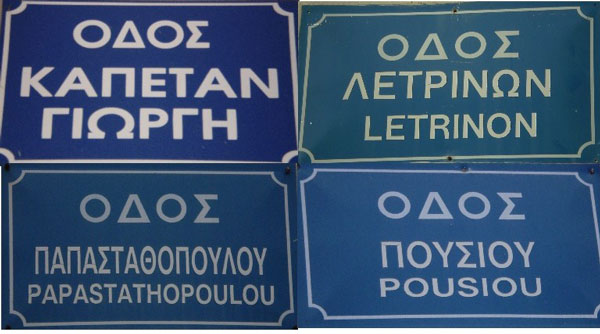 ΟΔΟΣ
ΚΑΠΕΤΑΝ
ΓΙΩΡΓΗ
ΟΔΟΣ
ΛΕΤΡΙΝΩΝ
LETRINON
ΟΔΟΣ
ΠΑΠΑΣΤΑΘΟΠΟΥΛΟΥ
PAPASTATHOPOULOU
ΟΔΟΣ
ΠΟΥΣΙΟΥ
POUSIOU